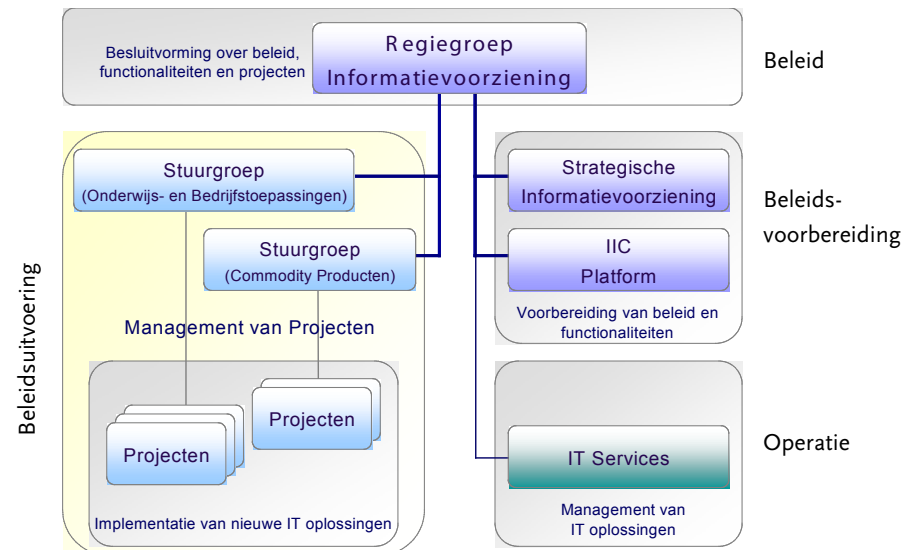 Besluitvorming over beleid,
functionaliteiten en projecten
Regiegroep
Informatievoorziening
Beleid
Stuurgroep
(Onderwijs- en Bedrijfstoepassingen)
Stuurgroep
(Commodity Producten)
Management van Projecten
Projecten
Projecten
Implementatie van nieuwe IT oplossingen
Beleidsuitvoering
Strategische
Informatievoorziening
IIC
Platform
Voorbereiding van beleid en
functionaliteiten
Beleids-
voorbereiding
IT Services
Management van
IT oplossingen
Operatie